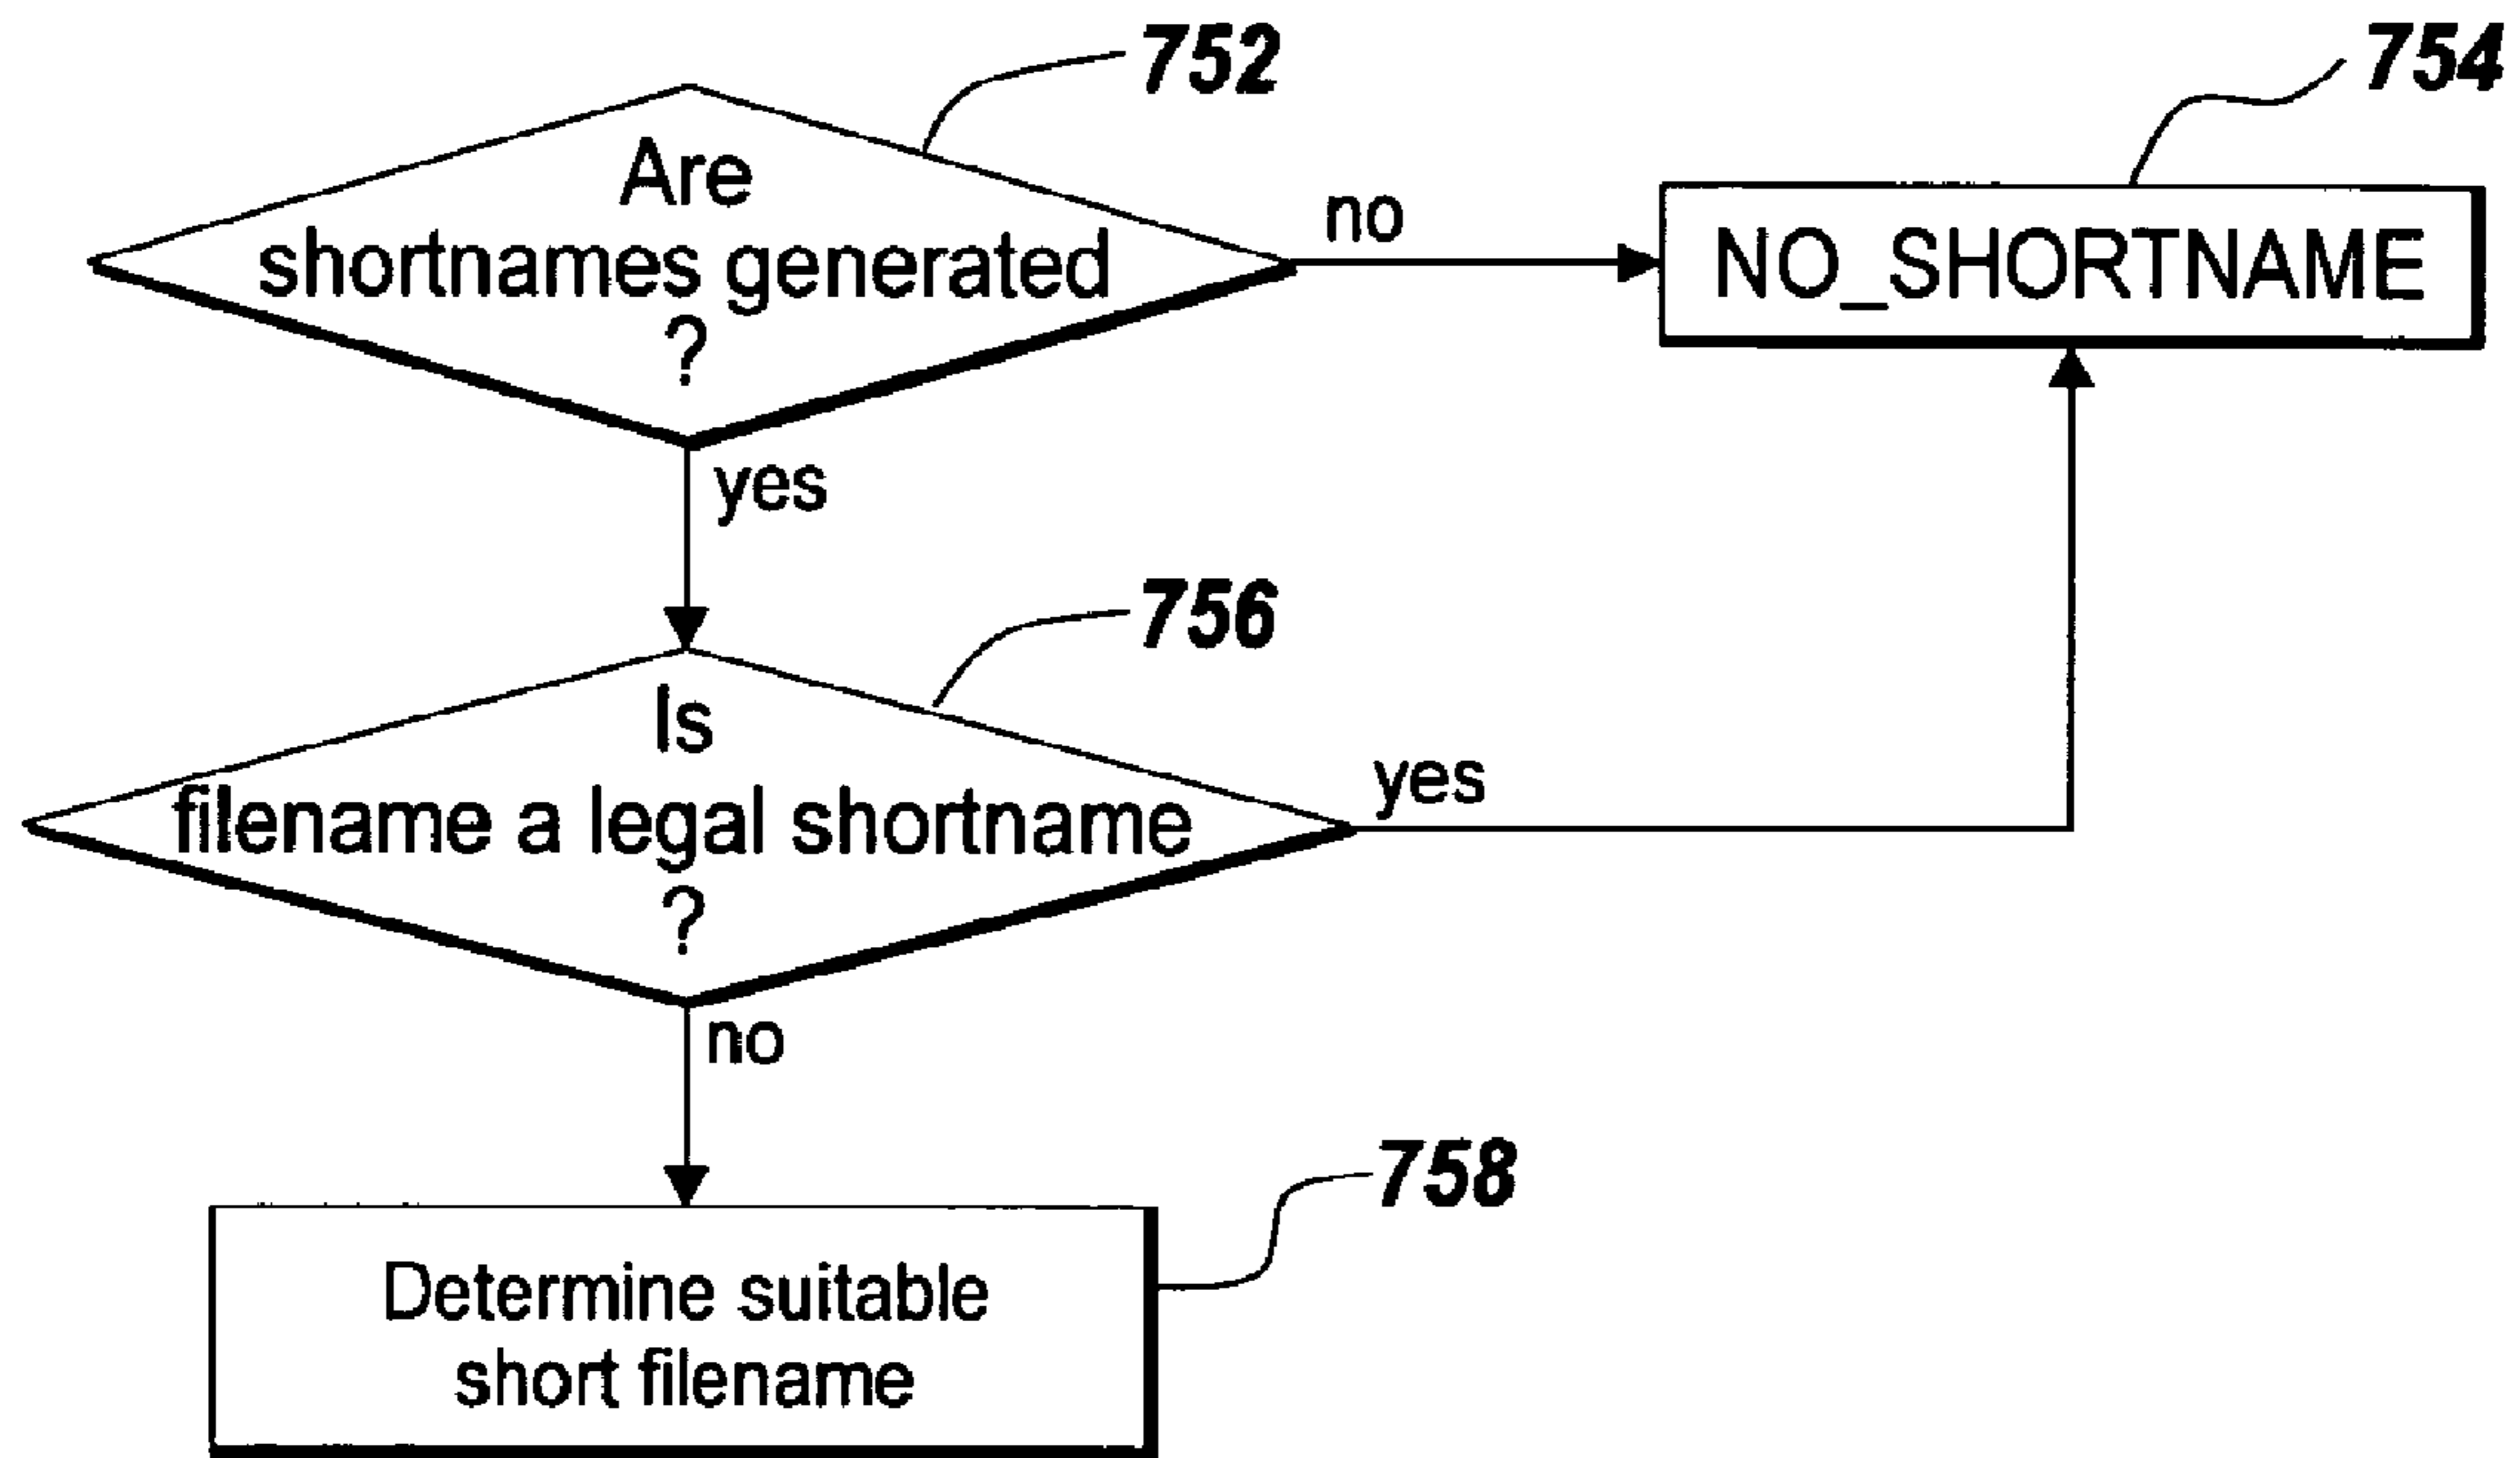 752
754
Are
shortnames generated
?
no
NO_SHORTNAME
yes
756
Is
filename a legal shortname
?
yes
no
758
Determine suitable
short filename